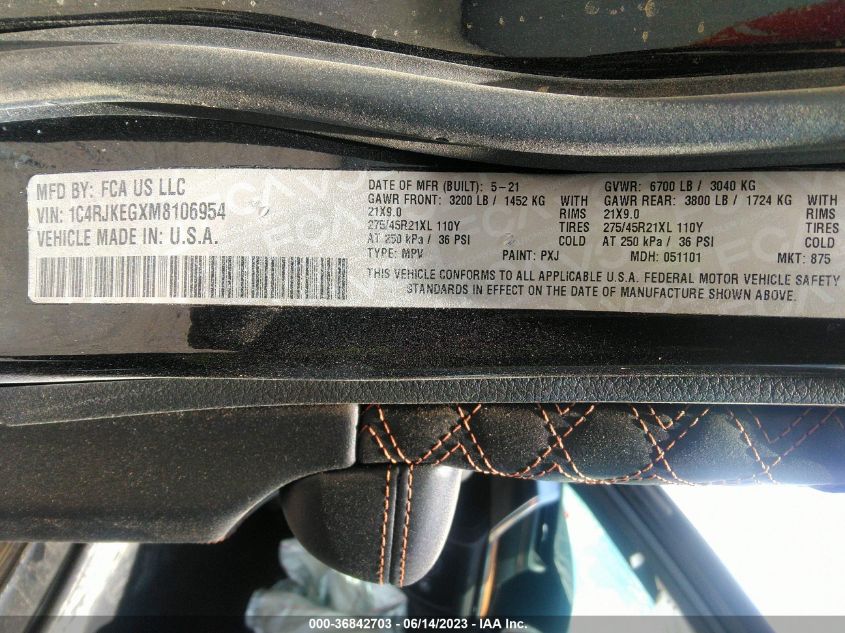 MFD BY: FCA US LLC
VIN: 1C4RJKEGXM8106954
VEHICLE MADE IN: U.S.A.
DATE OF MFR (BUILT): 5-21 GVWR: 6700 LB / 3040 KG
GAWR FRONT: 3200 LB / 1452 KG WITH GAWR REAR: 3800 LB / 1724 KG WITH
21X9.0 RIMS 21X9.0 RIMS
275/45R21XL 110Y TIRES 275/45R21XL 110Y TIRES
AT 250 kPa / 36 PSI COLD AT 250 kPa / 36 PSI COLD
TYPE: MPV PAINT: PXJ MDH: 051101 MKT: 875
THIS VEHICLE CONFORMS TO ALL APPLICABLE U.S.A. FEDERAL MOTOR VEHICLE SAFETY
STANDARDS IN EFFECT ON THE DATE OF MANUFACTURE SHOWN ABOVE.
000-36842703 - 06/14/2023 - IAA Inc.